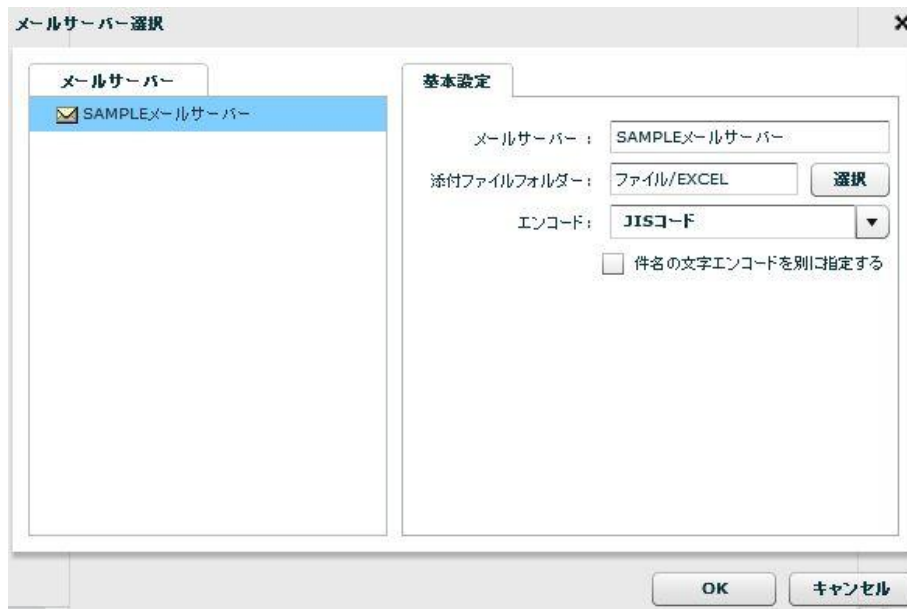 メールサーバー選択
メールサーバー
SAMPLEメールサーバー
基本設定
メールサーバー : SAMPLEメールサーバー
添付ファイルフォルダー : ファイル/EXCEL 選択
エンコード : JISコード
件名の文字エンコードを別に指定する
OK キャンセル